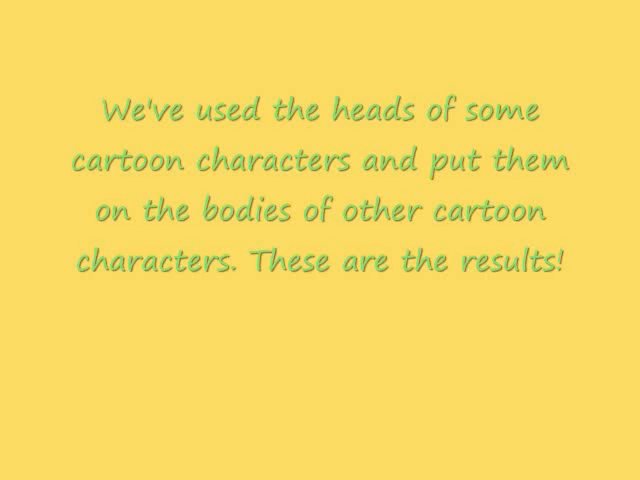 We've used the heads of some
cartoon characters and put them
on the bodies of other cartoon
characters. These are the results!